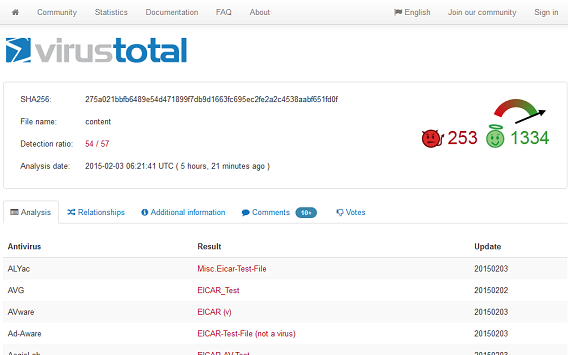 Community Statistics Documentation FAQ About English Join our community Sign in
virustotal
SHA256: 275a021bbfb6489e54d471899f7db9d1663fc695ec2fe2a2c4538aabf651fd0f
File name: content
Detection ratio: 54 / 57
Analysis date: 2015-02-03 06:21:41 UTC ( 5 hours, 21 minutes ago )
253 1334
Analysis Relationships Additional information Comments 10+ Votes
Antivirus Result Update
ALYac Misc.Eicar-Test-File 20150203
AVG EICAR_Test 20150202
AVware EICAR (v) 20150203
Ad-Aware EICAR-Test-File (not a virus) 20150203